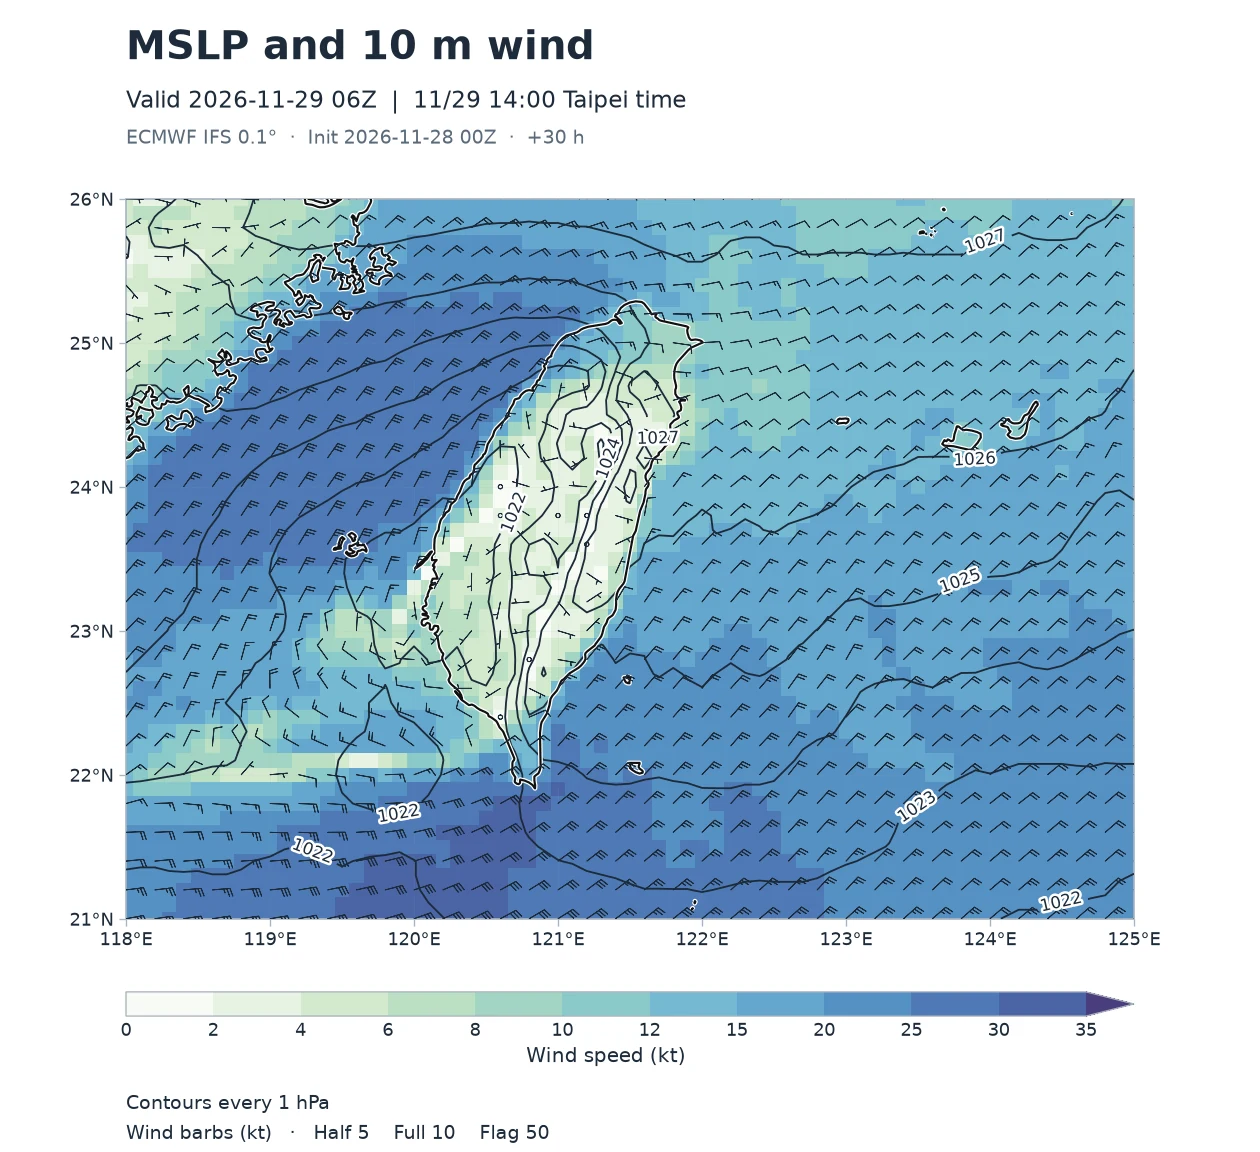 MSLP and 10 m wind
Valid 2026-11-29 06Z | 11/29 14:00 Taipei time
ECMWF IFS 0.1° · Init 2026-11-28 00Z · +30 h
26°N
1027
25°N
1027
1024
1026
24°N
1022
1025
23°N
22°N
1022
1023
1022
1022
21°N
118°E 119°E 120°E 121°E 122°E 123°E 124°E 125°E
0 2 4 6 8 10 12 15 20 25 30 35
Wind speed (kt)
Contours every 1 hPa
Wind barbs (kt) · Half 5 Full 10 Flag 50